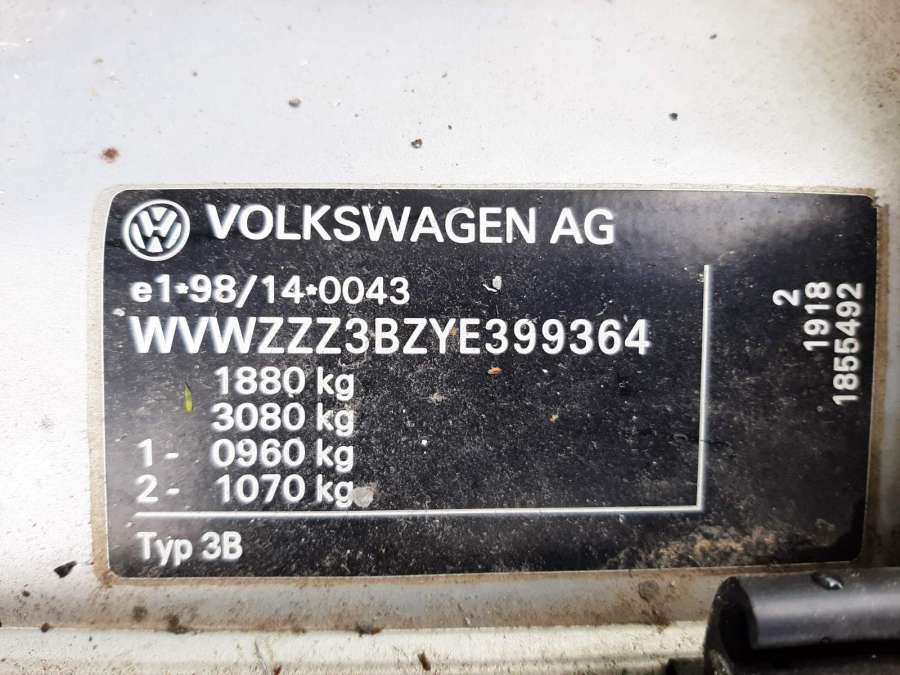 VOLKSWAGEN AG
e1*98/14*0043
WVWZZZ3BZYE399364
1880 kg
3080 kg
1- 0960 kg
2- 1070 kg
Typ 3B
2
1918
1855492